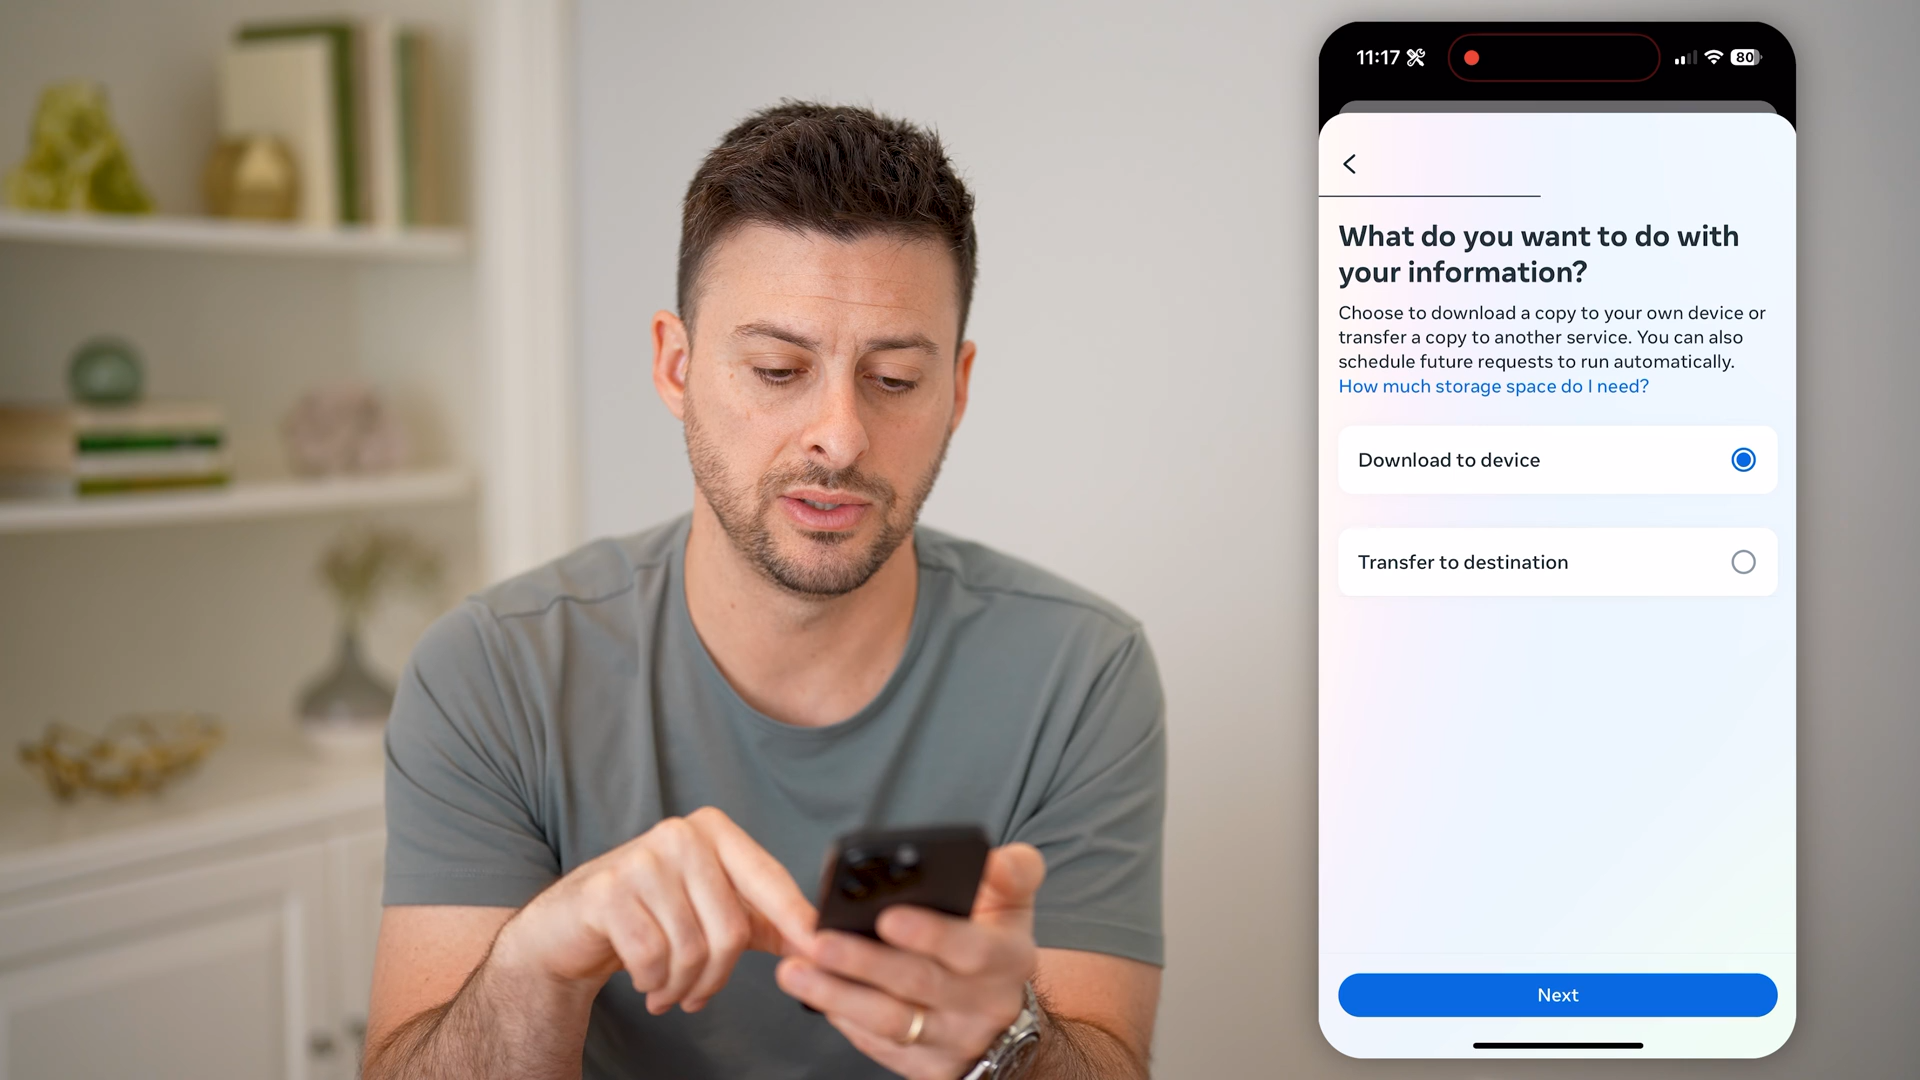 11:17
80
What do you want to do with
your information?
Choose to download a copy to your own device or
transfer a copy to another service. You can also
schedule future requests to run automatically.
How much storage space do I need?
Download to device
Transfer to destination
Next